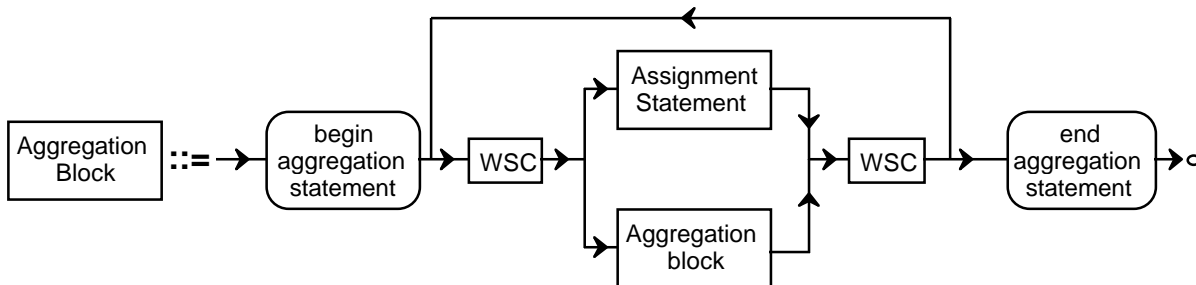 Aggregation
Block
::=
begin
aggregation
statement
WSC
Assignment
Statement
Aggregation
block
WSC
end
aggregation
statement